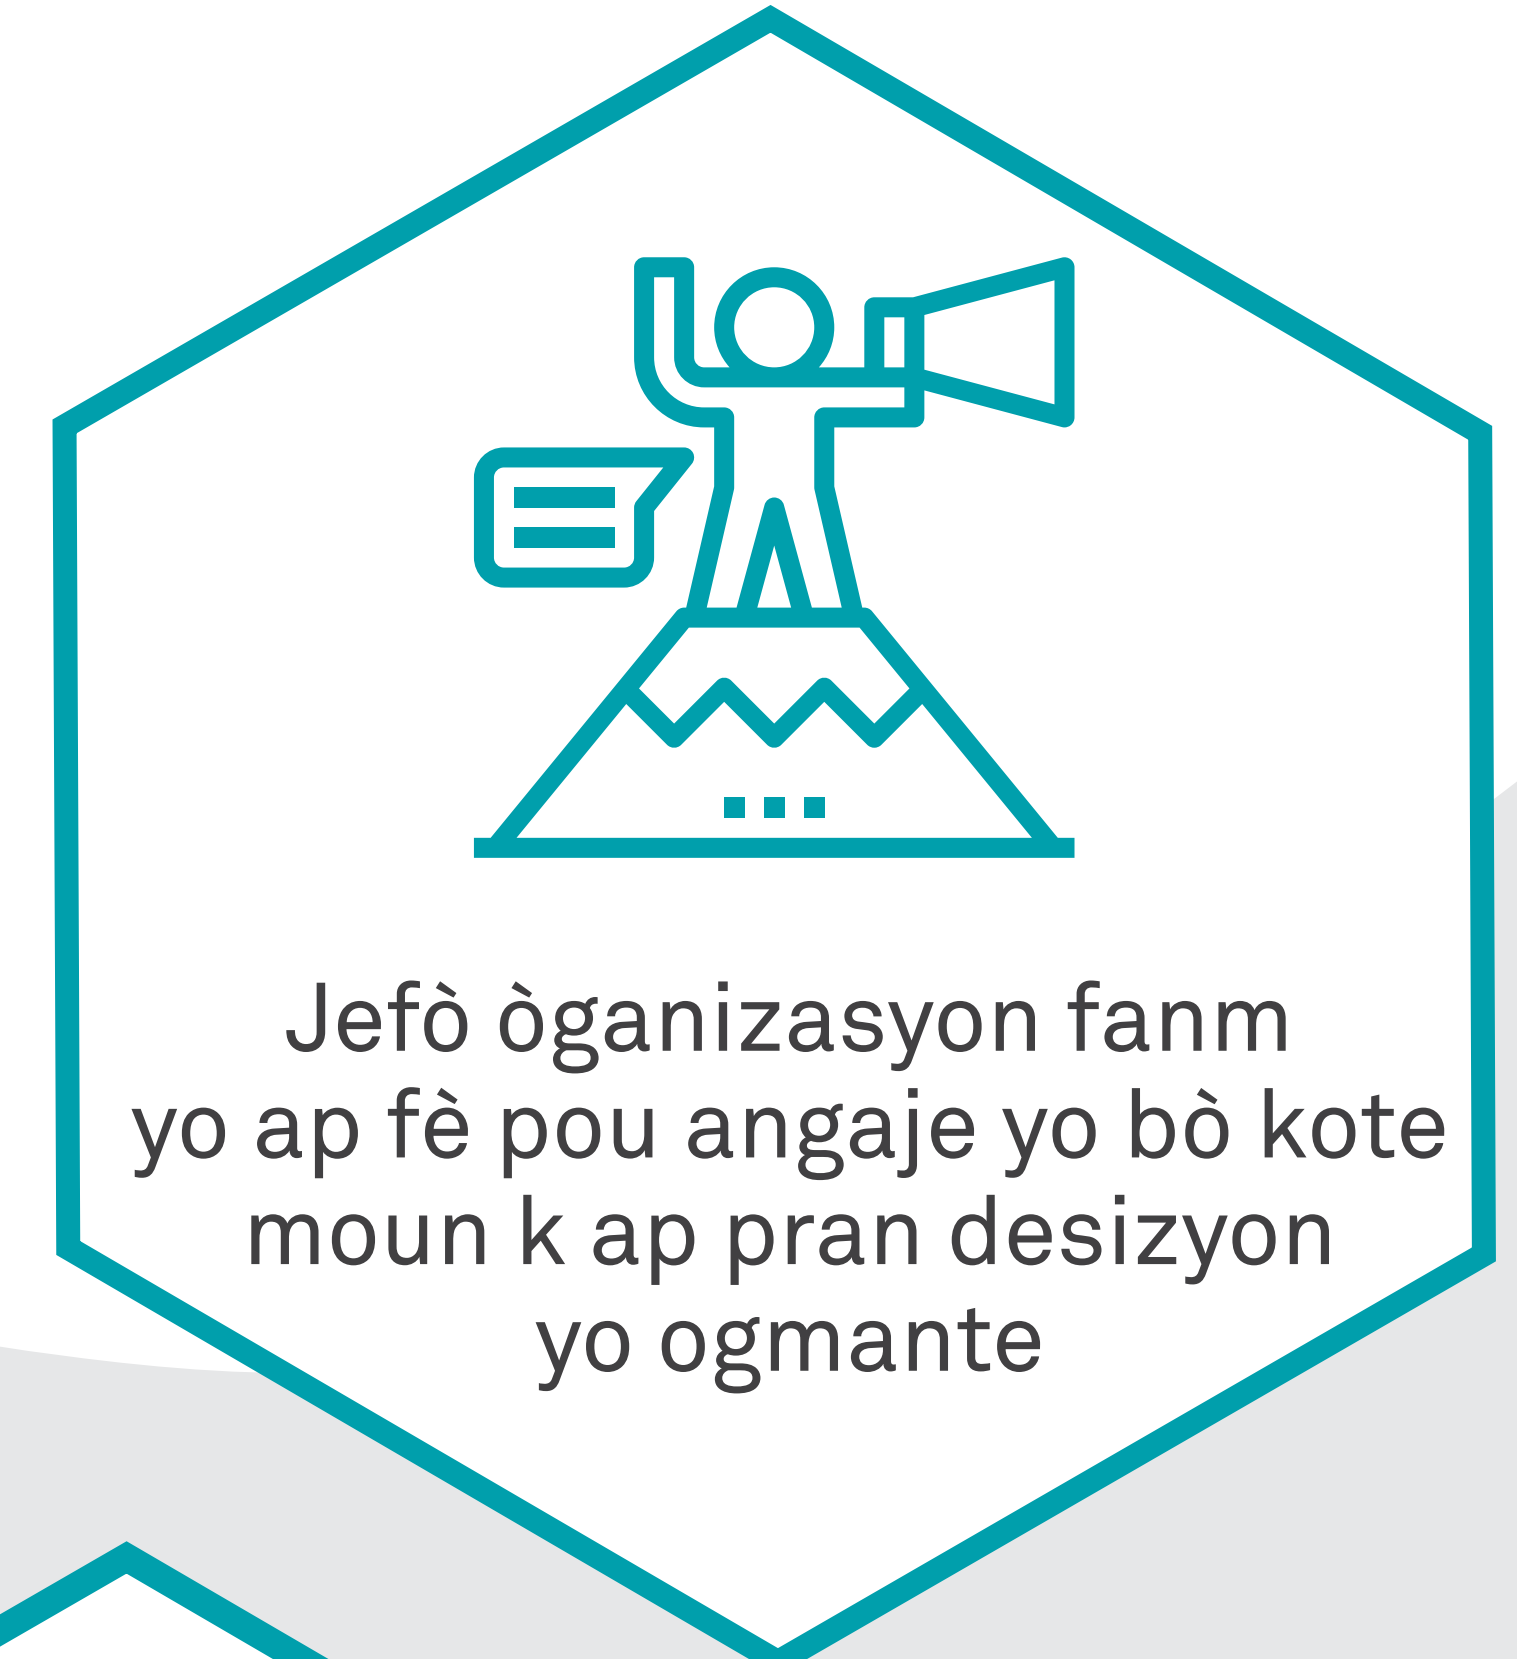 Jefò òganizasyon fanm
yo ap fè pou angaje yo bò kote
moun k ap pran desizyon
yo ogmante